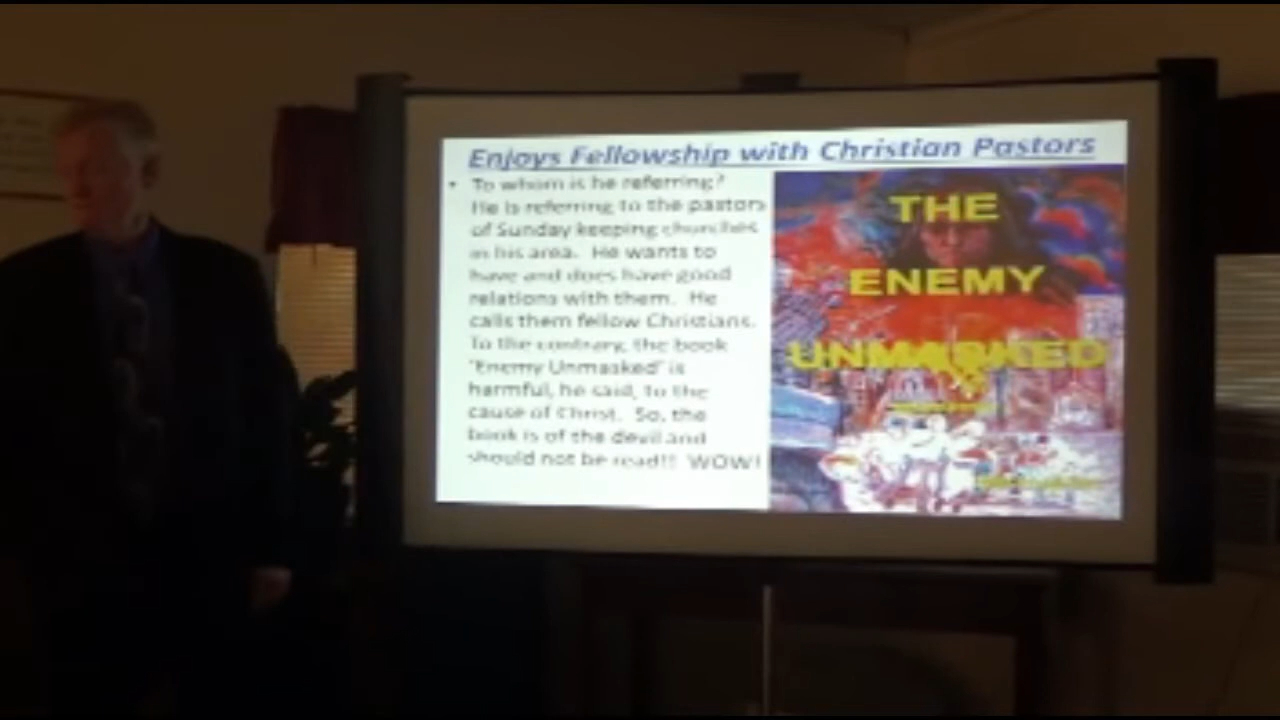 Enjoys Fellowship with Christian Pastors
• To whom is he referring?
He is referring to the pastors
of Sunday keeping churches
in his area. He wants to
have and does have good
relations with them. He
calls them fellow Christians.
To the contrary, the book
"Enemy Unmasked" is
harmful, he said, to the
cause of Christ. So, the
book is of the devil and
should not be read!! WOW!
THE
ENEMY
UNMASKED